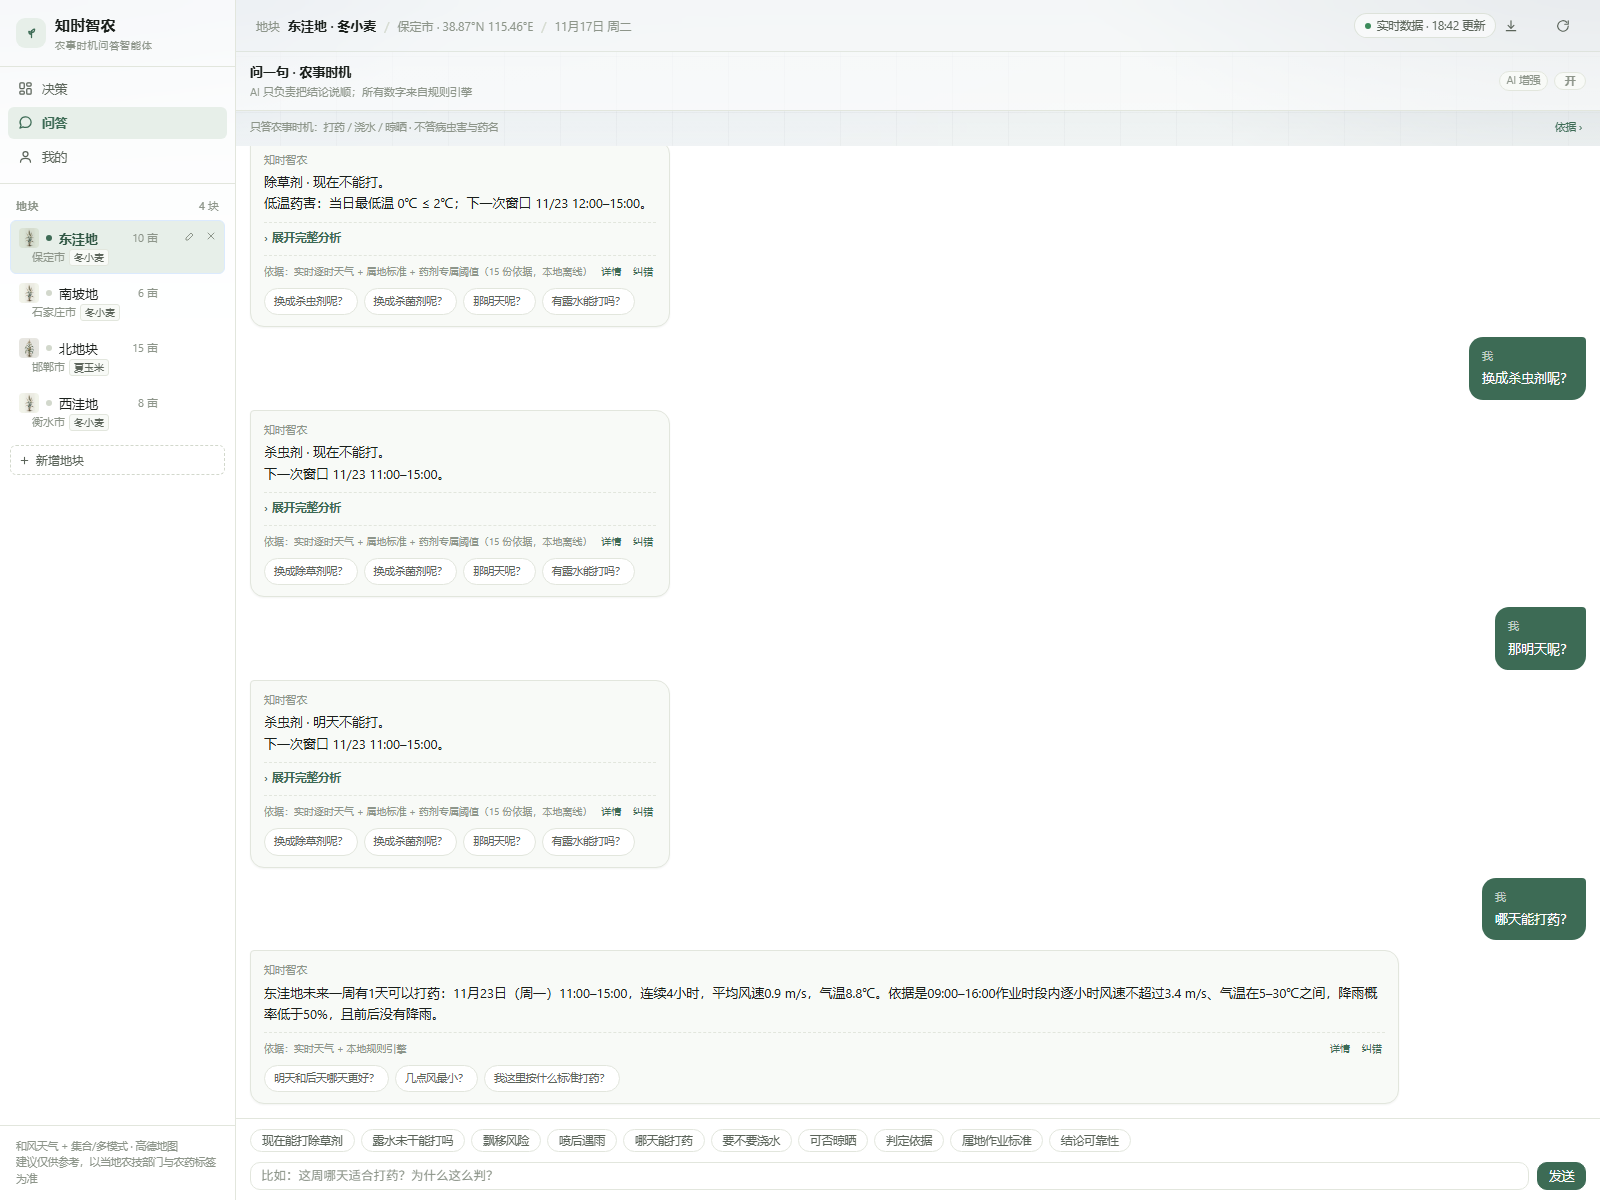 知时智农
农事时机问答智能体
决策
问答
我的
地块 4 块
东洼地 10 亩
保定市 冬小麦
南坡地 6 亩
石家庄市 冬小麦
北地块 15 亩
邯郸市 夏玉米
西洼地 8 亩
衡水市 冬小麦
+ 新增地块
和风天气 + 集合/多模式 · 高德地图
建议仅供参考，以当地农技部门与农药标签
为准
地块 东洼地 · 冬小麦 / 保定市 · 38.87°N 115.46°E / 11月17日 周二
实时数据 · 18:42 更新
问一句 · 农事时机
AI 只负责把结论说顺；所有数字来自规则引擎
AI 增强 开
只答农事时机：打药 / 浇水 / 晾晒 · 不答病虫害与药名
依据 ›
知时智农
除草剂 · 现在不能打。
低温药害：当日最低温 0℃ ≤ 2℃；下一次窗口 11/23 12:00–15:00。
› 展开完整分析
依据：实时逐时天气 + 属地标准 + 药剂专属阈值（15 份依据，本地离线） 详情 纠错
换成杀虫剂呢？ 换成杀菌剂呢？ 那明天呢？ 有露水能打吗？
我
换成杀虫剂呢？
知时智农
杀虫剂 · 现在不能打。
下一次窗口 11/23 11:00–15:00。
› 展开完整分析
依据：实时逐时天气 + 属地标准 + 药剂专属阈值（15 份依据，本地离线） 详情 纠错
换成除草剂呢？ 换成杀菌剂呢？ 那明天呢？ 有露水能打吗？
我
那明天呢？
知时智农
杀虫剂 · 明天不能打。
下一次窗口 11/23 11:00–15:00。
› 展开完整分析
依据：实时逐时天气 + 属地标准 + 药剂专属阈值（15 份依据，本地离线） 详情 纠错
换成除草剂呢？ 换成杀菌剂呢？ 那明天呢？ 有露水能打吗？
我
哪天能打药？
知时智农
东洼地未来一周有1天可以打药：11月23日（周一）11:00–15:00，连续4小时，平均风速0.9 m/s，气温8.8℃。依据是09:00–16:00作业时段内逐小时风速不超过3.4 m/s、气温在5–30℃之间，降雨概
率低于50%，且前后没有降雨。
依据：实时天气 + 本地规则引擎 详情 纠错
明天和后天哪天更好？ 几点风最小？ 我这里按什么标准打药？
现在能打除草剂 露水未干能打吗 飘移风险 喷后遇雨 哪天能打药 要不要浇水 可否晾晒 判定依据 属地作业标准 结论可靠性
比如：这周哪天适合打药？为什么这么判？ 发送